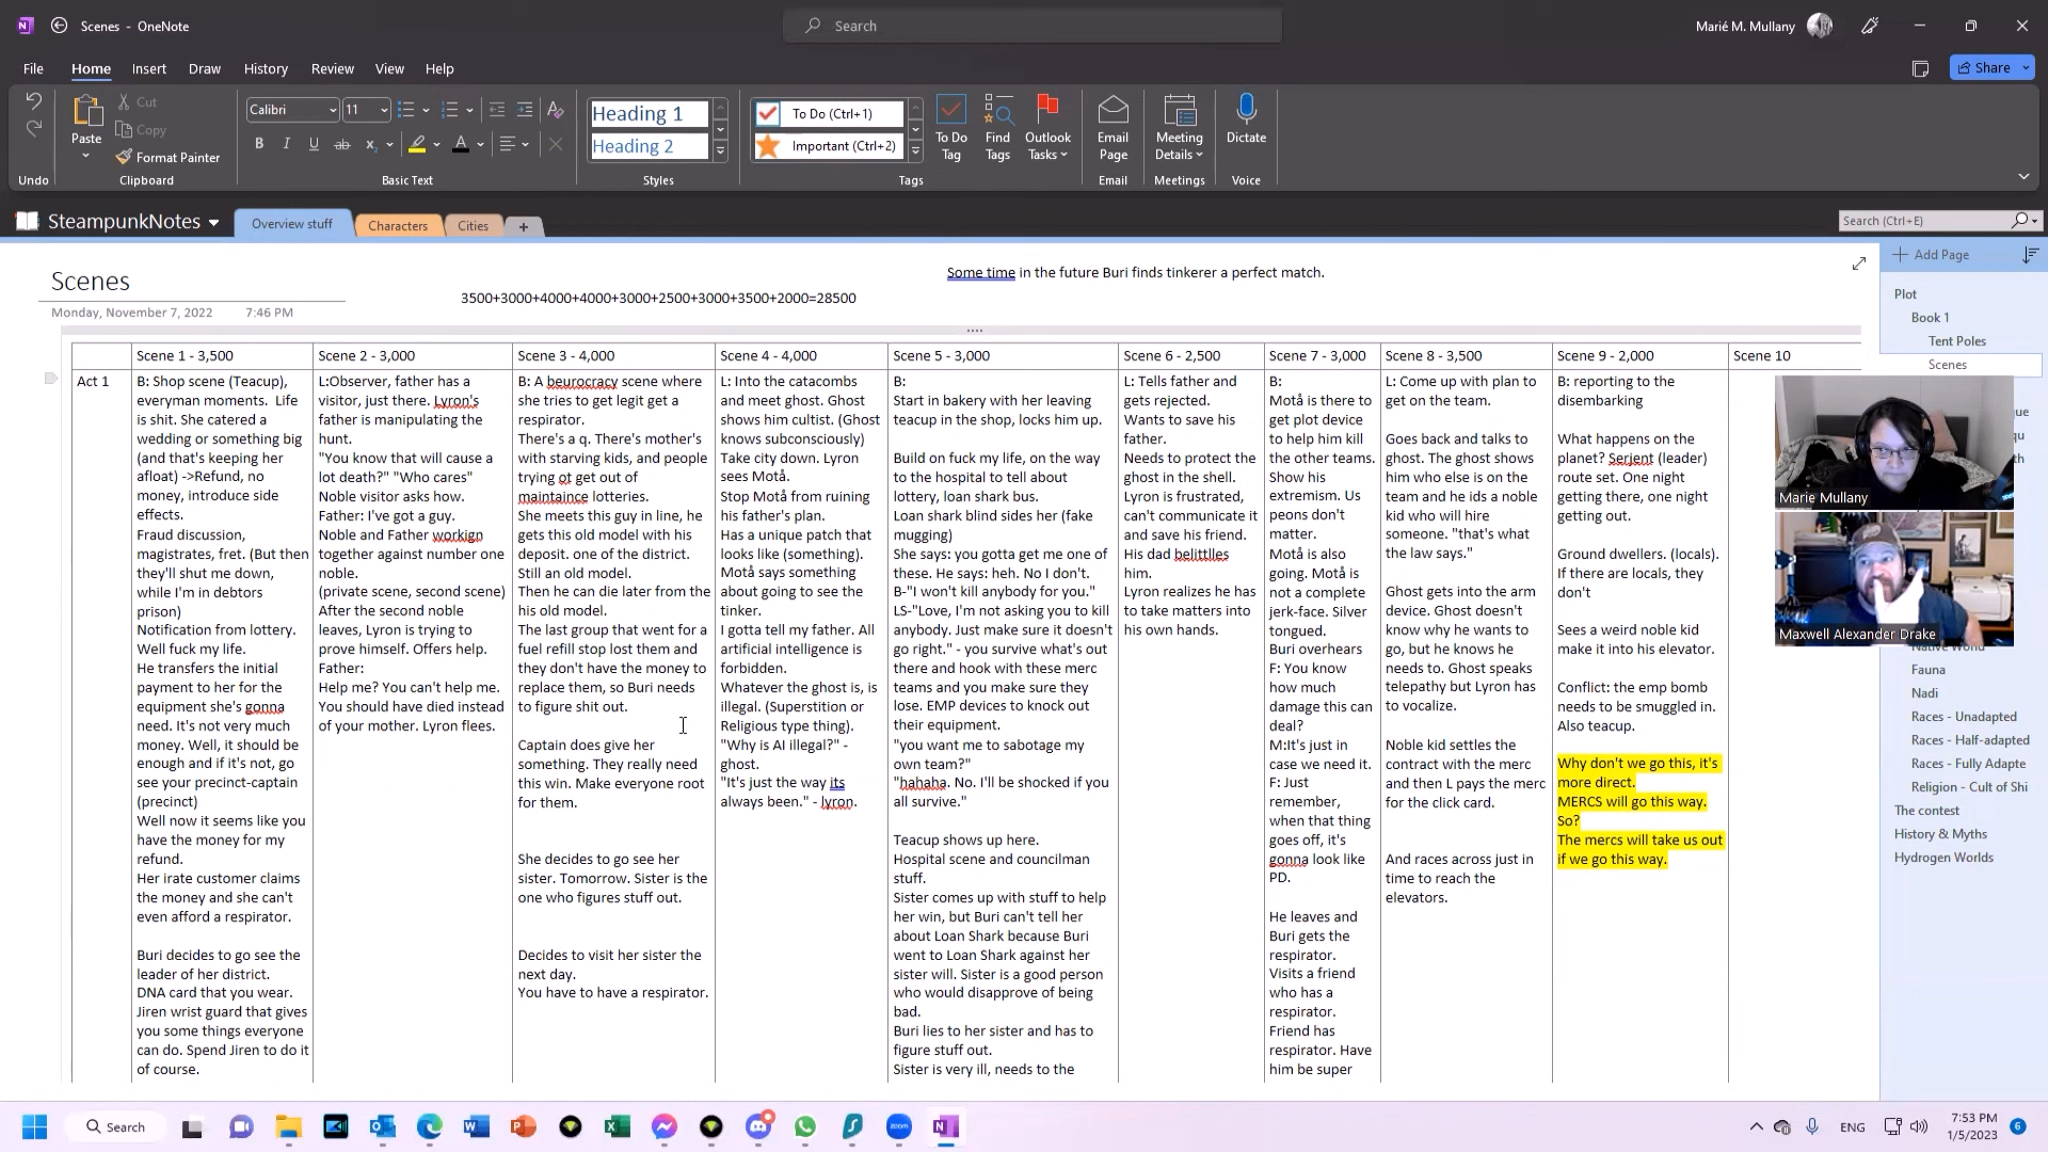 Scenes - OneNote
Search
Marié M. Mullany
File
Home
Insert
Draw
History
Review
View
Help
Share
Paste
Cut
Copy
Format Painter
Calibri
11
B I U ab x
A
Heading 1
Heading 2
To Do (Ctrl+1)
Important (Ctrl+2)
To Do
Tag
Find
Tags
Outlook
Tasks
Email
Page
Meeting
Details
Dictate
Undo
Clipboard
Basic Text
Styles
Tags
Email
Meetings
Voice
SteampunkNotes
Overview stuff
Characters
Cities
+
Search (Ctrl+E)
Scenes
Monday, November 7, 2022 7:46 PM
3500+3000+4000+4000+3000+2500+3000+3500+2000=28500
Some time in the future Buri finds tinkerer a perfect match.
Act 1
Scene 1 - 3,500
B: Shop scene (Teacup),
everyman moments. Life
is shit. She catered a
wedding or something big
(and that's keeping her
afloat) ->Refund, no
money, introduce side
effects.
Fraud discussion,
magistrates, fret. (But then
they'll shut me down,
while I'm in debtors
prison)
Notification from lottery.
Well fuck my life.
He transfers the initial
payment to her for the
equipment she's gonna
need. It's not very much
money. Well, it should be
enough and if it's not, go
see your precinct-captain
(precinct)
Well now it seems like you
have the money for my
refund.
Her irate customer claims
the money and she can't
even afford a respirator.
Buri decides to go see the
leader of her district.
DNA card that you wear.
Jiren wrist guard that gives
you some things everyone
can do. Spend Jiren to do it
of course.
Scene 2 - 3,000
L:Observer, father has a
visitor, just there. Lyron's
father is manipulating the
hunt.
"You know that will cause a
lot death?" "Who cares"
Noble visitor asks how.
Father: I've got a guy.
Noble and Father workign
together against number one
noble.
(private scene, second scene)
After the second noble
leaves, Lyron is trying to
prove himself. Offers help.
Father:
Help me? You can't help me.
You should have died instead
of your mother. Lyron flees.
Scene 3 - 4,000
B: A beurocracy scene where
she tries to get legit get a
respirator.
There's a q. There's mother's
with starving kids, and people
trying ot get out of
maintaince lotteries.
She meets this guy in line, he
gets this old model with his
deposit. one of the district.
Still an old model.
Then he can die later from the
his old model.
The last group that went for a
fuel refill stop lost them and
they don't have the money to
replace them, so Buri needs
to figure shit out.
Captain does give her
something. They really need
this win. Make everyone root
for them.
She decides to go see her
sister. Tomorrow. Sister is the
one who figures stuff out.
Decides to visit her sister the
next day.
You have to have a respirator.
Scene 4 - 4,000
L: Into the catacombs
and meet ghost. Ghost
shows him cultist. (Ghost
knows subconsciously)
Take city down. Lyron
sees Motå.
Stop Motå from ruining
his father's plan.
Has a unique patch that
looks like (something).
Motå says something
about going to see the
tinker.
I gotta tell my father. All
artificial intelligence is
forbidden.
Whatever the ghost is, is
illegal. (Superstition or
Religious type thing).
"Why is AI illegal?" -
ghost.
"It's just the way its
always been." - lyron.
Scene 5 - 3,000
B:
Start in bakery with her leaving
teacup in the shop, locks him up.
Build on fuck my life, on the way
to the hospital to tell about
lottery, loan shark bus.
Loan shark blind sides her (fake
mugging)
She says: you gotta get me one of
these. He says: heh. No I don't.
B-"I won't kill anybody for you."
LS-"Love, I'm not asking you to kill
anybody. Just make sure it doesn't
go right." - you survive what's out
there and hook with these merc
teams and you make sure they
lose. EMP devices to knock out
their equipment.
"you want me to sabotage my
own team?"
"hahaha. No. I'll be shocked if you
all survive."
Teacup shows up here.
Hospital scene and councilman
stuff.
Sister comes up with stuff to help
her win, but Buri can't tell her
about Loan Shark because Buri
went to Loan Shark against her
sister will. Sister is a good person
who would disapprove of being
bad.
Buri lies to her sister and has to
figure stuff out.
Sister is very ill, needs to the
Scene 6 - 2,500
L: Tells father and
gets rejected.
Wants to save his
father.
Needs to protect the
ghost in the shell.
Lyron is frustrated,
can't communicate it
and save his friend.
His dad belittlles
him.
Lyron realizes he has
to take matters into
his own hands.
Scene 7 - 3,000
B:
Motå is there to
get plot device
to help him kill
the other teams.
Show his
extremism. Us
peons don't
matter.
Motå is also
going. Motå is
not a complete
jerk-face. Silver
tongued.
Buri overhears
F: You know
how much
damage this can
deal?
M:It's just in
case we need it.
F: Just
remember,
when that thing
goes off, it's
gonna look like
PD.
He leaves and
Buri gets the
respirator.
Visits a friend
who has a
respirator.
Friend has
respirator. Have
him be super
Scene 8 - 3,500
L: Come up with plan to
get on the team.
Goes back and talks to
ghost. The ghost shows
him who else is on the
team and he ids a noble
kid who will hire
someone. "that's what
the law says."
Ghost gets into the arm
device. Ghost doesn't
know why he wants to
go, but he knows he
needs to. Ghost speaks
telepathy but Lyron has
to vocalize.
Noble kid settles the
contract with the merc
and then L pays the merc
for the click card.
And races across just in
time to reach the
elevators.
Scene 9 - 2,000
B: reporting to the
disembarking
What happens on the
planet? Serjent (leader)
route set. One night
getting there, one night
getting out.
Ground dwellers. (locals).
If there are locals, they
don't
Sees a weird noble kid
make it into his elevator.
Conflict: the emp bomb
needs to be smuggled in.
Also teacup.
Why don't we go this, it's
more direct.
MERCS will go this way.
So?
The mercs will take us out
if we go this way.
Scene 10
Add Page
Plot
Book 1
Tent Poles
Scenes
Marie Mullany
Maxwell Alexander Drake
Fauna
Nadi
Races - Unadapted
Races - Half-adapted
Races - Fully Adapte
Religion - Cult of Shi
The contest
History & Myths
Hydrogen Worlds
Search
zoom
ENG
7:53 PM
1/5/2023
6